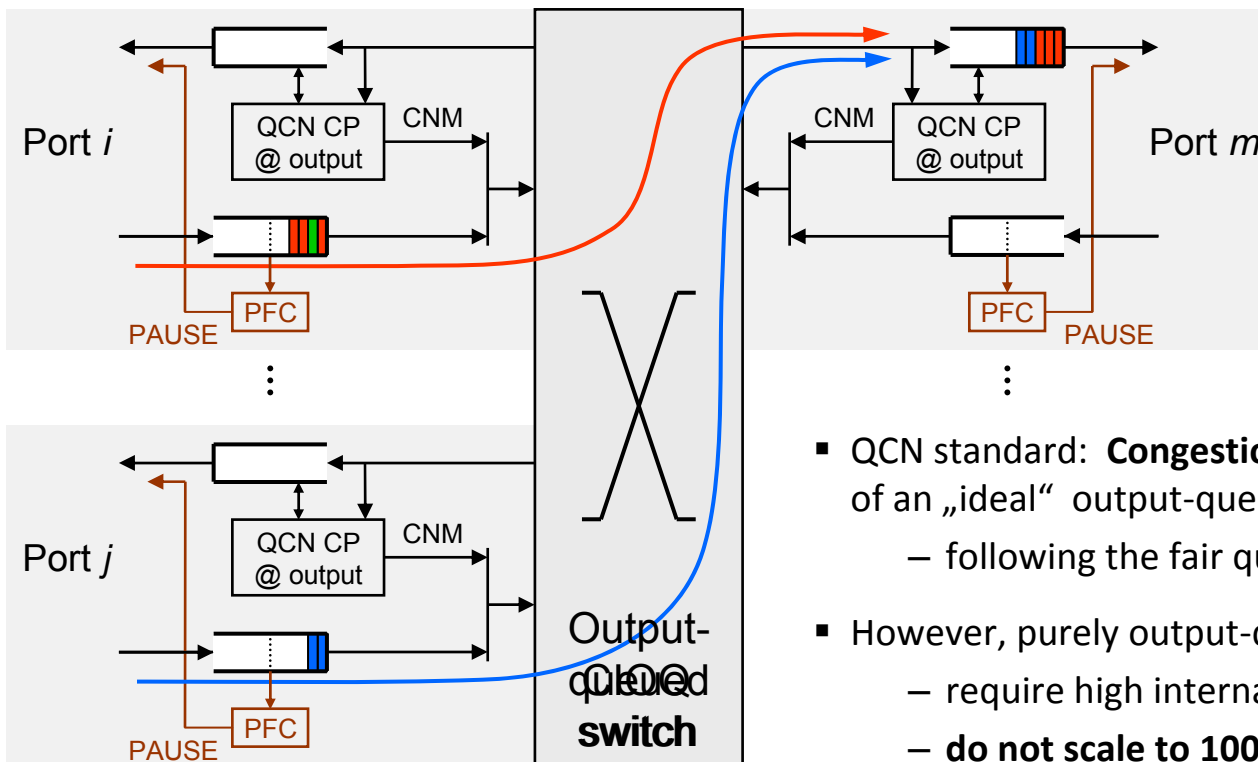 Port i
QCN CP
@ output
CNM
PFC
PAUSE
CNM
QCN CP
@ output
Port m
PFC
PAUSE
Port j
QCN CP
@ output
CNM
PFC
PAUSE
Output-
queued
CIOQ
switch
▪ QCN standard: Congestio
of an „ideal“ output-que
– following the fair qu
▪ However, purely output-q
– require high interna
– do not scale to 100